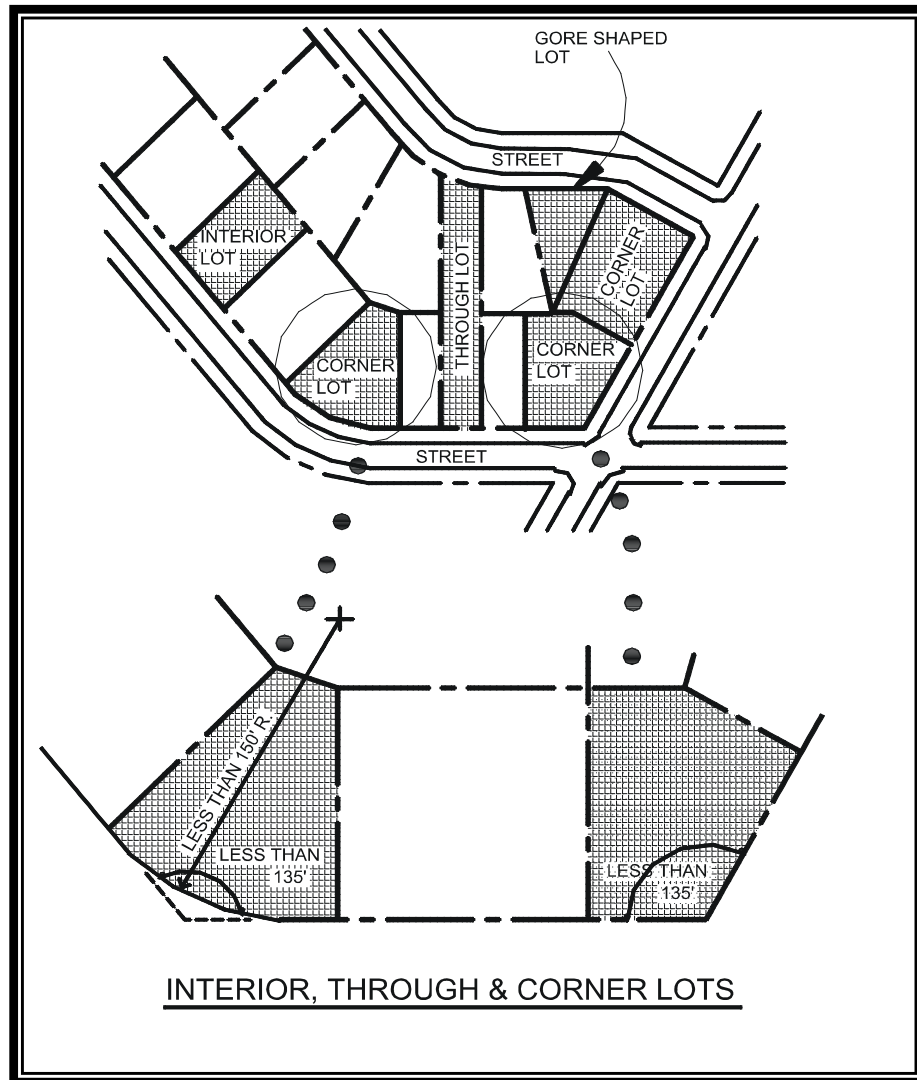 GORE SHAPED
LOT
STREET
INTERIOR
LOT
THROUGH LOT
CORNER
LOT
CORNER
LOT
CORNER
LOT
STREET
LESS THAN 150' R.
LESS THAN
135'
LESS THAN
135'
INTERIOR, THROUGH & CORNER LOTS